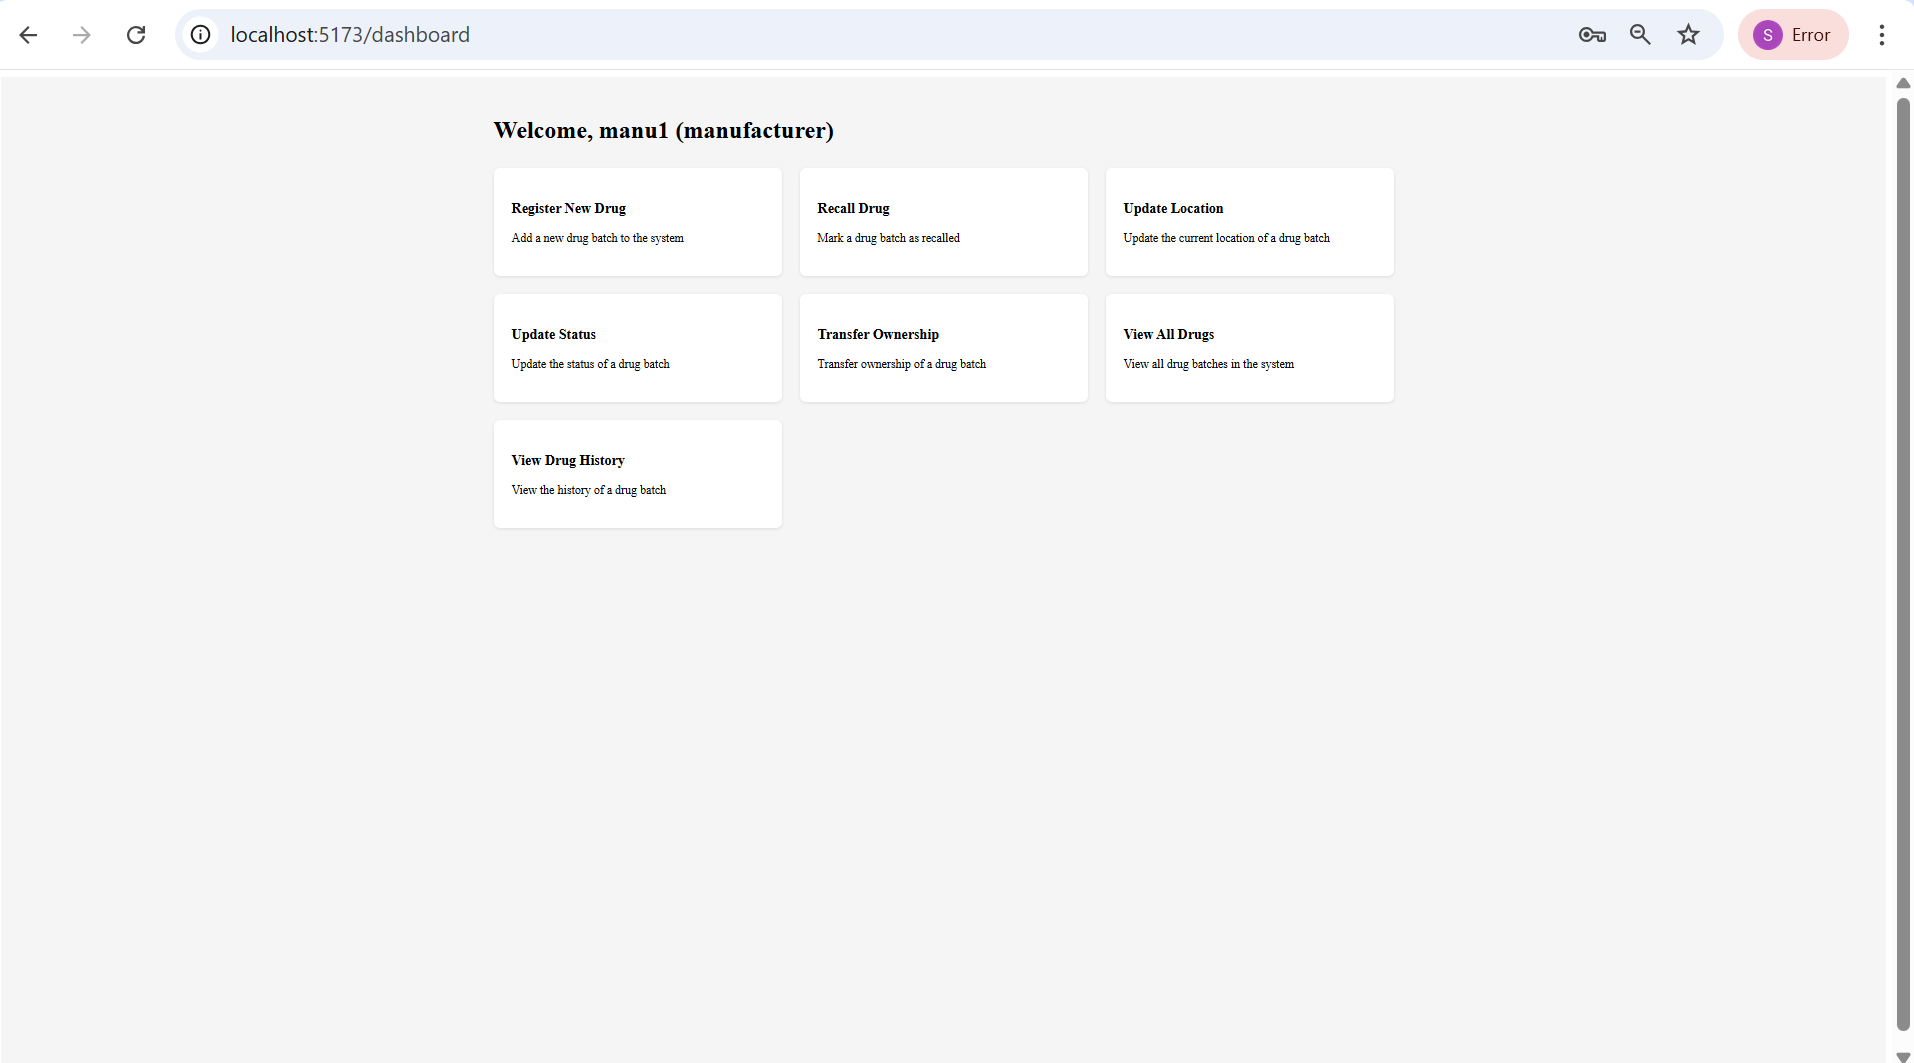 localhost:5173/dashboard
S Error
Welcome, manu1 (manufacturer)
Register New Drug
Add a new drug batch to the system
Recall Drug
Mark a drug batch as recalled
Update Location
Update the current location of a drug batch
Update Status
Update the status of a drug batch
Transfer Ownership
Transfer ownership of a drug batch
View All Drugs
View all drug batches in the system
View Drug History
View the history of a drug batch